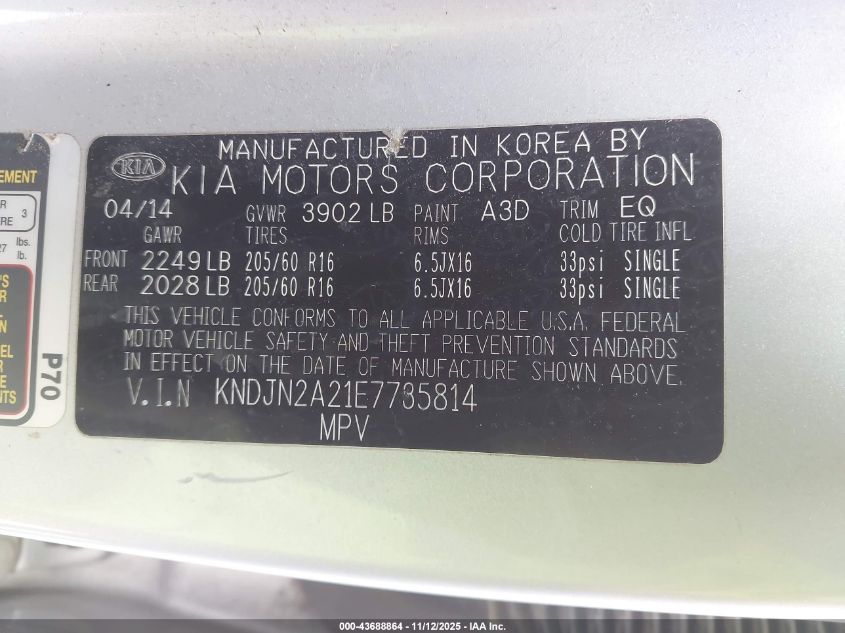 MANUFACTURED IN KOREA BY
KIA KIA MOTORS CORPORATION
04/14 GVWR 3902 LB PAINT A3D TRIM EQ
GAWR TIRES RIMS COLD TIRE INFL
FRONT 2249 LB 205/60 R16 6.5JX16 33psi SINGLE
REAR 2028 LB 205/60 R16 6.5JX16 33psi SINGLE
THIS VEHICLE CONFORMS TO ALL APPLICABLE U.S.A. FEDERAL
MOTOR VEHICLE SAFETY AND THEFT PREVENTION STANDARDS
IN EFFECT ON THE DATE OF MANUFACTURE SHOWN ABOVE.
V.I.N KNDJN2A21E7735814
MPV
EMENT
3
lbs.
lb.
P70
000-43688864 - 11/12/2025 - IAA Inc.